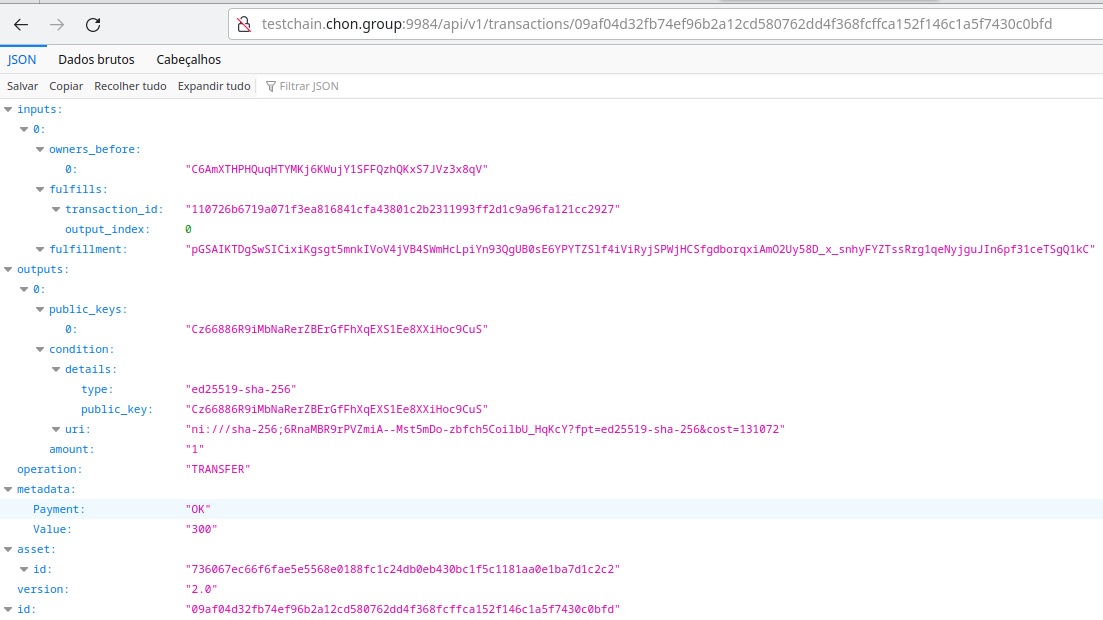 testchain.chon.group:9984/api/v1/transactions/09af04d32fb74ef96b2a12cd580762dd4f368fcffca152f146c1a5f7430c0bfd
JSON Dados brutos Cabeçalhos
Salvar Copiar Recolher tudo Expandir tudo Filtrar JSON
inputs:
0:
owners_before:
0: "C6AmXTHPHQuqHTYMKj6KWujY1SFFQzhQKxS7JVz3x8qV"
fulfills:
transaction_id: "110726b6719a071f3ea816841cfa43801c2b2311993ff2d1c9a96fa121cc2927"
output_index: 0
fulfillment: "pGSAIKTDgSwSICixiKgsgt5mnkIVoV4jVB4SWmHcLpiYn93QgUB0sE6YPYTZSlf4iViRyjSPWjHCSfgdborqxiAmO2Uy58D_x_snhyFYZTssRrg1qeNyjguJIn6pf31ceTSgQ1kC"
outputs:
0:
public_keys:
0: "Cz66886R9iMbNaRerZBErGfFhXqEXS1Ee8XXiHoc9CuS"
condition:
details:
type: "ed25519-sha-256"
public_key: "Cz66886R9iMbNaRerZBErGfFhXqEXS1Ee8XXiHoc9CuS"
uri: "ni:///sha-256;6RnaMBR9rPVZmiA--Mst5mDo-zbfch5Coi1bU_HqKcY?fpt=ed25519-sha-256&cost=131072"
amount: "1"
operation: "TRANSFER"
metadata:
Payment: "OK"
Value: "300"
asset:
id: "736067ec66f6fae5e5568e0188fc1c24db0eb430bc1f5c1181aa0e1ba7d1c2c2"
version: "2.0"
id: "09af04d32fb74ef96b2a12cd580762dd4f368fcffca152f146c1a5f7430c0bfd"